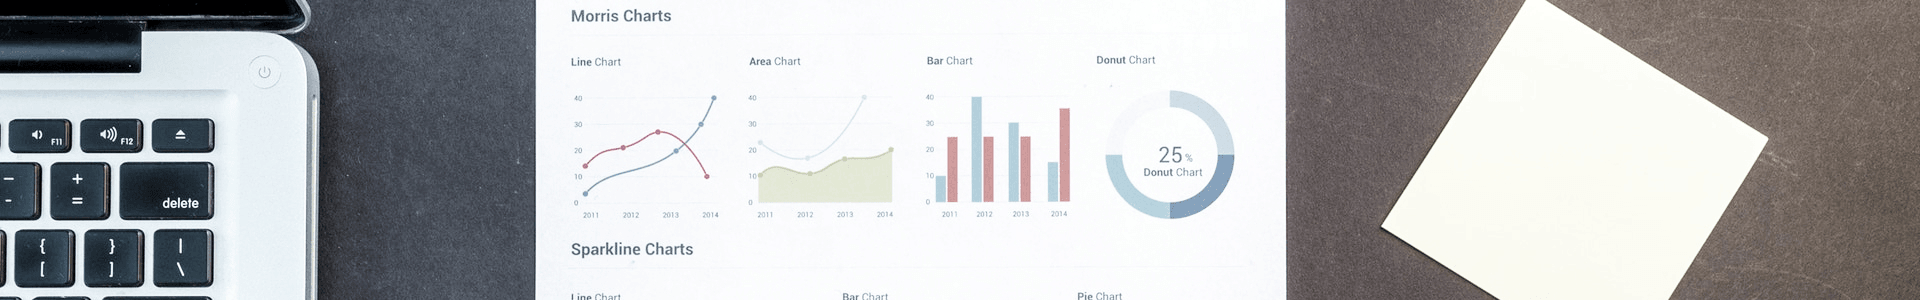 F11
F12
-
-
+
=
delete
{
[
}
]
|
\
Morris Charts
Line Chart
Area Chart
Bar Chart
Donut Chart
40
30
20
10
0
2011 2012 2013 2014
40
30
20
10
0
2011 2012 2013 2014
40
30
20
10
0
2011 2012 2013 2014
25%
Donut Chart
Sparkline Charts
Line Chart
Bar Chart
Pie Chart